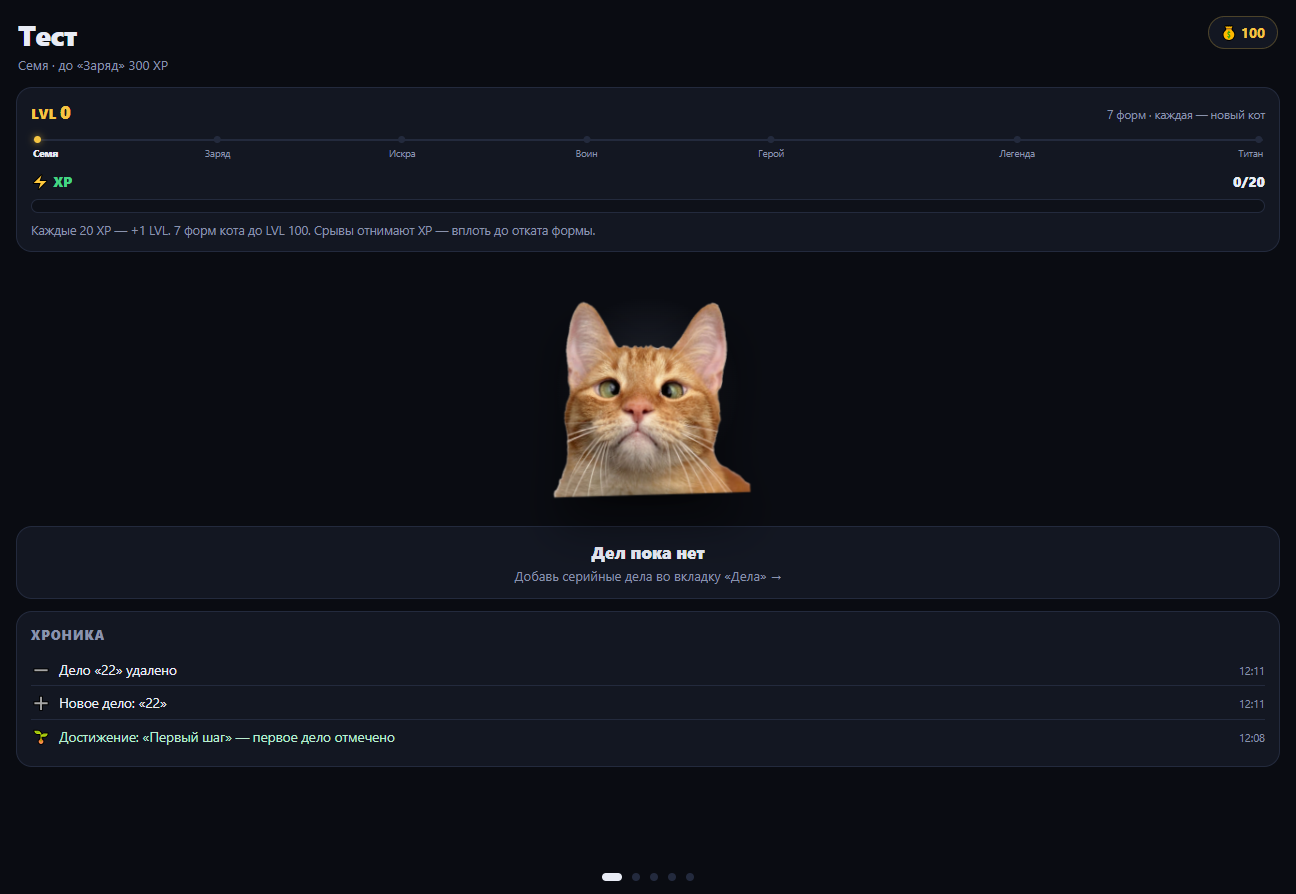 Тест
100
Семя · до «Заряд» 300 XP
LVL 0
7 форм · каждая — новый кот
Семя Заряд Искра Воин Герой Легенда Титан
XP
0/20
Каждые 20 XP — +1 LVL. 7 форм кота до LVL 100. Срывы отнимают XP — вплоть до отката формы.
Дел пока нет
Добавь серийные дела во вкладку «Дела» →
ХРОНИКА
Дело «22» удалено 12:11
Новое дело: «22» 12:11
Достижение: «Первый шаг» — первое дело отмечено 12:08